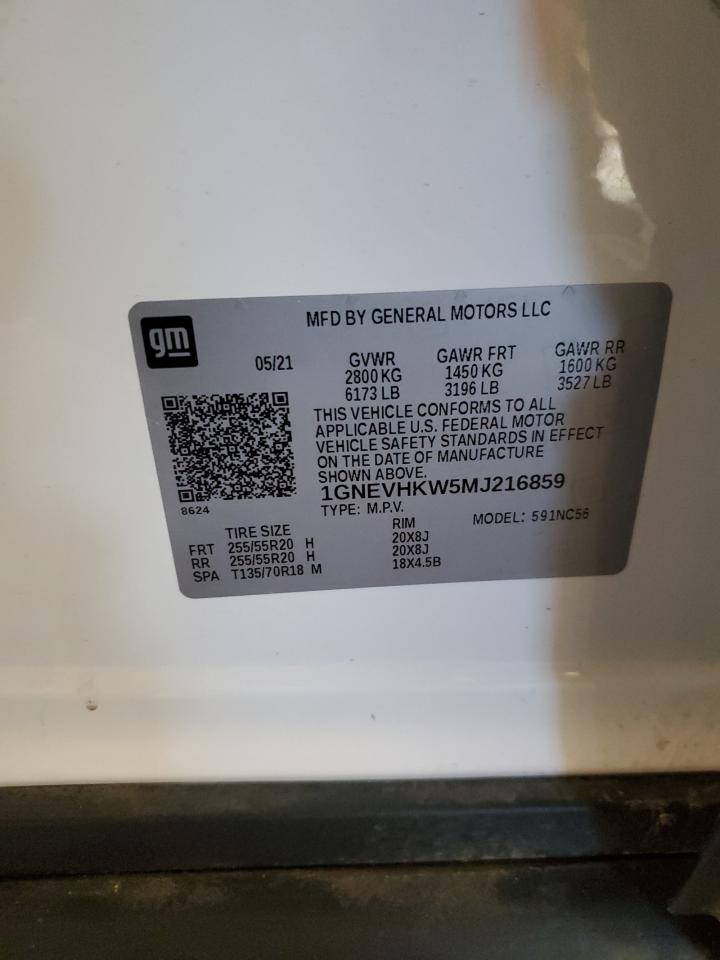 gm
MFD BY GENERAL MOTORS LLC
05/21 GVWR GAWR FRT GAWR RR
2800 KG 1450 KG 1600 KG
6173 LB 3196 LB 3527 LB
THIS VEHICLE CONFORMS TO ALL
APPLICABLE U.S. FEDERAL MOTOR
VEHICLE SAFETY STANDARDS IN EFFECT
ON THE DATE OF MANUFACTURE
SHOWN ABOVE.
1GNEVHKW5MJ216859
8624
TYPE: M.P.V. MODEL: 591NC56
TIRE SIZE RIM
FRT 255/55R20 H 20X8J
RR 255/55R20 H 20X8J
SPA T135/70R18 M 18X4.5B